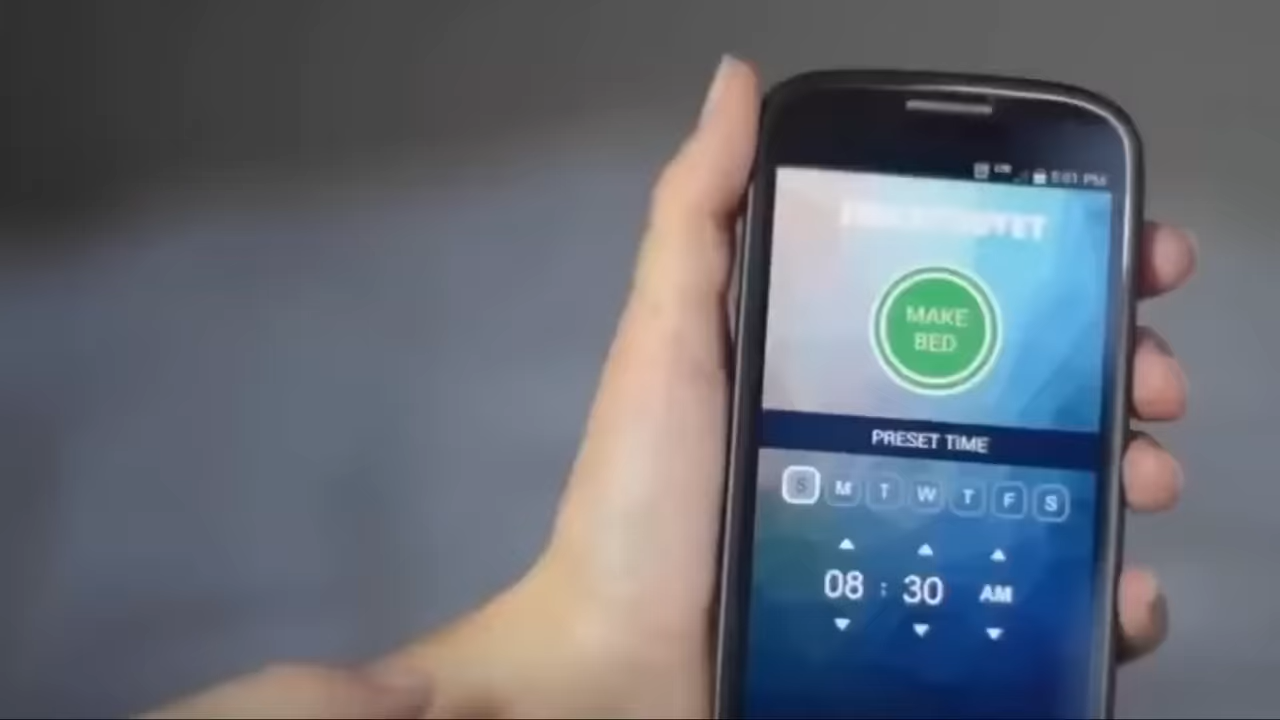 MAKE
BED
PRESET TIME
S M T W T F S
08 : 30 AM